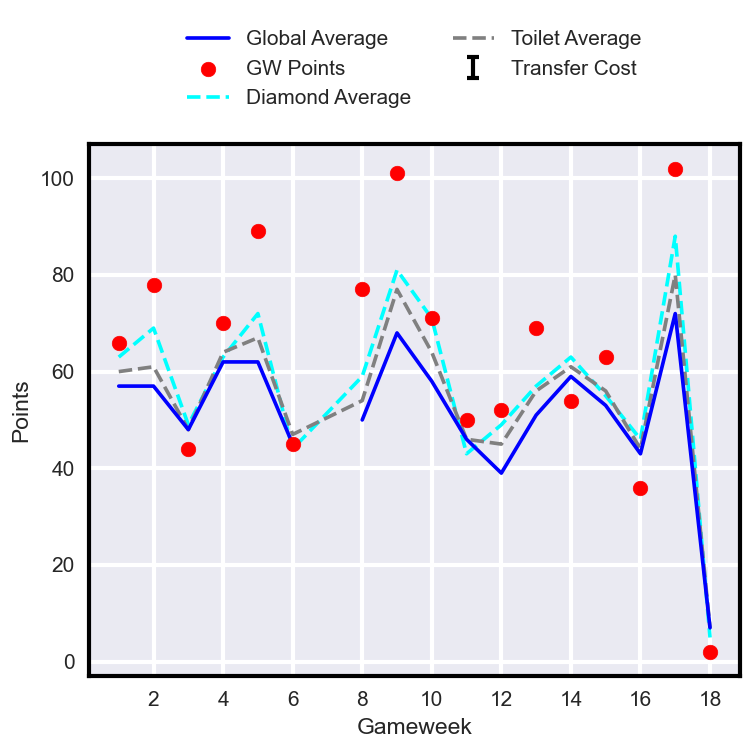 Global Average
GW Points
Diamond Average
Toilet Average
Transfer Cost
100
80
60
40
20
0
Points
2 4 6 8 10 12 14 16 18
Gameweek